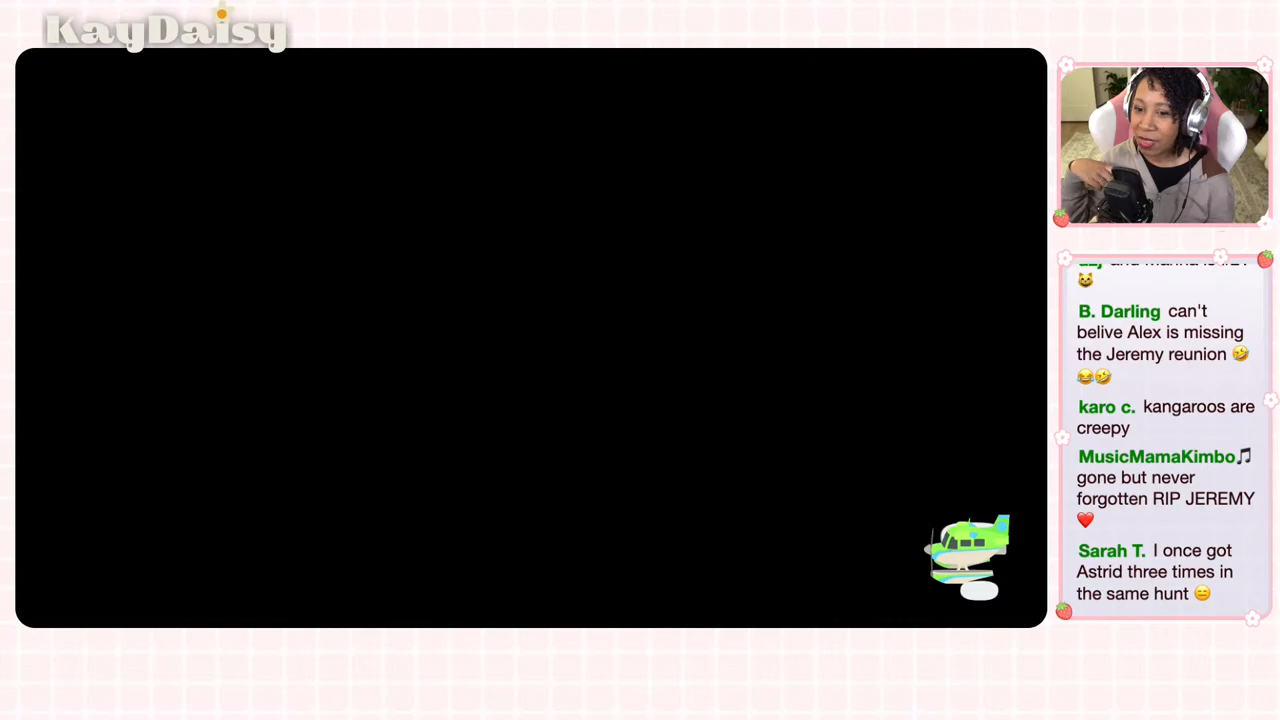 KayDaisy
B. Darling can't
belive Alex is missing
the Jeremy reunion 🤣
😂🤣
karo c. kangaroos are
creepy
MusicMamaKimbo🎵
gone but never
forgotten RIP JEREMY
❤️
Sarah T. I once got
Astrid three times in
the same hunt 😊